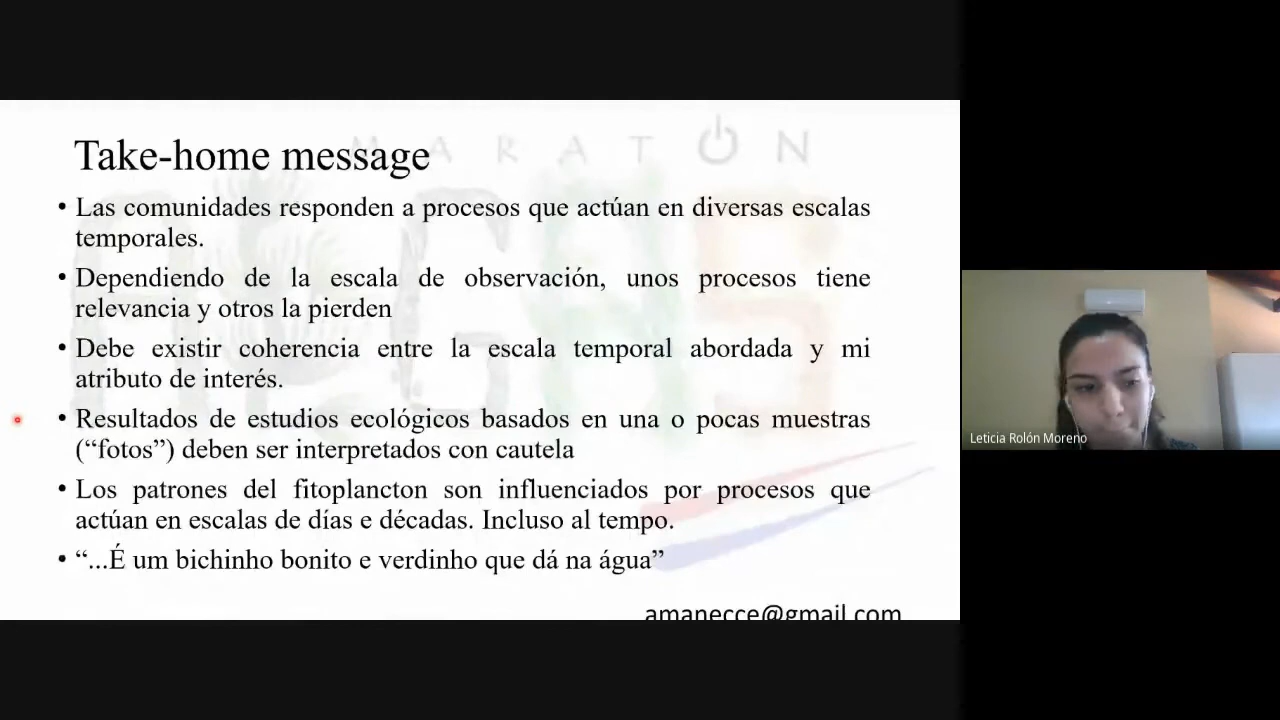 MARATÓN
ALGAS
Take-home message
• Las comunidades responden a procesos que actúan en diversas escalas
temporales.
• Dependiendo de la escala de observación, unos procesos tiene
relevancia y otros la pierden
• Debe existir coherencia entre la escala temporal abordada y mi
atributo de interés.
• Resultados de estudios ecológicos basados en una o pocas muestras
(“fotos”) deben ser interpretados con cautela
• Los patrones del fitoplancton son influenciados por procesos que
actúan en escalas de días e décadas. Incluso al tempo.
• “...É um bichinho bonito e verdinho que dá na água”
amanecce@gmail.com
Leticia Rolón Moreno